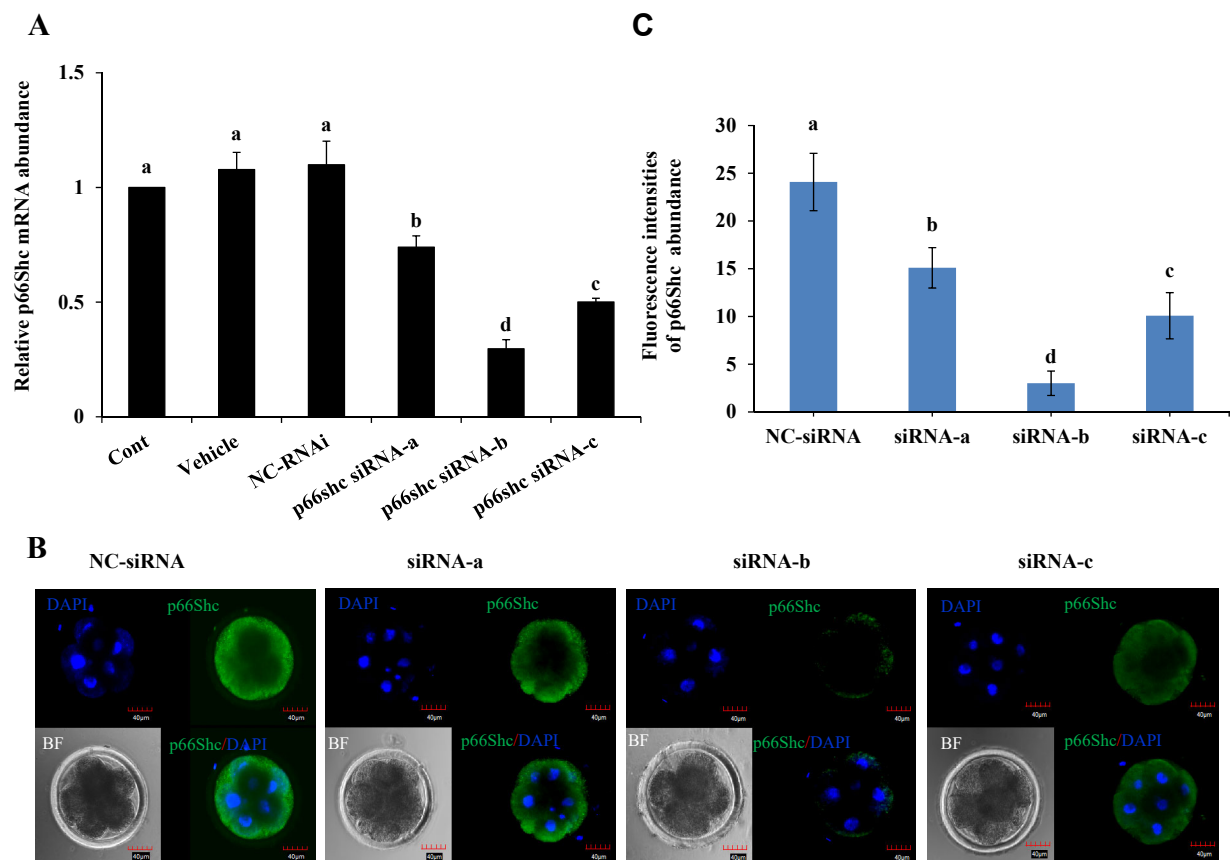 A
1.5
1
0.5
0
Relative p66Shc mRNA abundance
a
a
a
b
d
c
Cont
Vehicle
NC-RNAi
p66shc siRNA-a
p66shc siRNA-b
p66shc siRNA-c
C
30
25
20
15
10
5
0
Fluorescence intensities
of p66Shc abundance
a
b
d
c
NC-siRNA
siRNA-a
siRNA-b
siRNA-c
B
NC-siRNA
DAPI
p66Shc
40μm
40μm
BF
p66Shc/DAPI
40μm
40μm
siRNA-a
DAPI
p66Shc
40μm
40μm
BF
p66Shc/DAPI
40μm
40μm
siRNA-b
DAPI
p66Shc
40μm
40μm
BF
p66Shc/DAPI
40μm
40μm
siRNA-c
DAPI
p66Shc
40μm
40μm
BF
p66Shc/DAPI
40μm
40μm